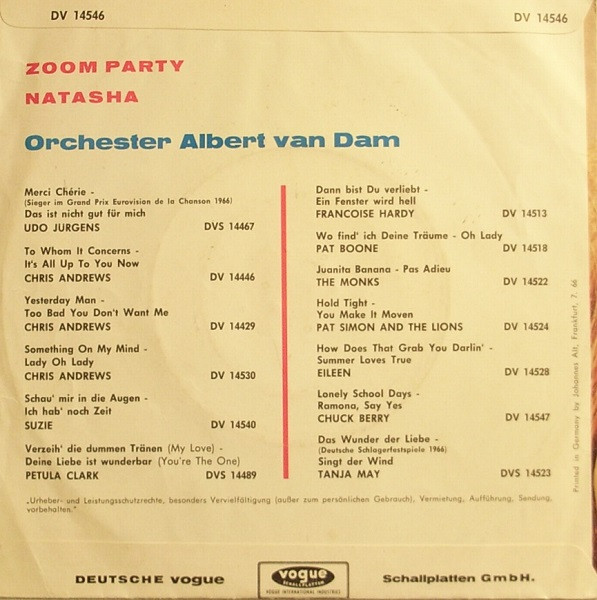 DV 14546
DV 14546
ZOOM PARTY
NATASHA
Orchester Albert van Dam
Merci Chérie -
(Sieger im Grand Prix Eurovision de la Chanson 1966)
Das ist nicht gut für mich
UDO JURGENS DVS 14467
To Whom It Concerns -
It's All Up To You Now
CHRIS ANDREWS DV 14446
Yesterday Man -
Too Bad You Don't Want Me
CHRIS ANDREWS DV 14429
Something On My Mind -
Lady Oh Lady
CHRIS ANDREWS DV 14530
Schau' mir in die Augen -
Ich hab' noch Zeit
SUZIE DV 14540
Verzeih' die dummen Tränen (My Love) -
Deine Liebe ist wunderbar (You're The One)
PETULA CLARK DVS 14489
Dann bist Du verliebt -
Ein Fenster wird hell
FRANCOISE HARDY DV 14513
Wo find' ich Deine Träume - Oh Lady
PAT BOONE DV 14518
Juanita Banana - Pas Adieu
THE MONKS DV 14522
Hold Tight -
You Make It Moven
PAT SIMON AND THE LIONS DV 14524
How Does That Grab You Darlin' -
Summer Loves True
EILEEN DV 14528
Lonely School Days -
Ramona, Say Yes
CHUCK BERRY DV 14547
Das Wunder der Liebe -
(Deutsche Schlagerfestspiele 1966)
Singt der Wind
TANJA MAY DVS 14523
„Urheber- und Leistungsschutzrechte, besonders Vervielfältigung (außer zum persönlichen Gebrauch), Vermietung, Aufführung, Sendung,
vorbehalten."
Printed in Germany by Johannes Alt, Frankfurt, 7. 66
DEUTSCHE vogue
vogue
SCHALLPLATTEN
VOGUE INTERNATIONAL INDUSTRIES
Schallplatten GmbH.